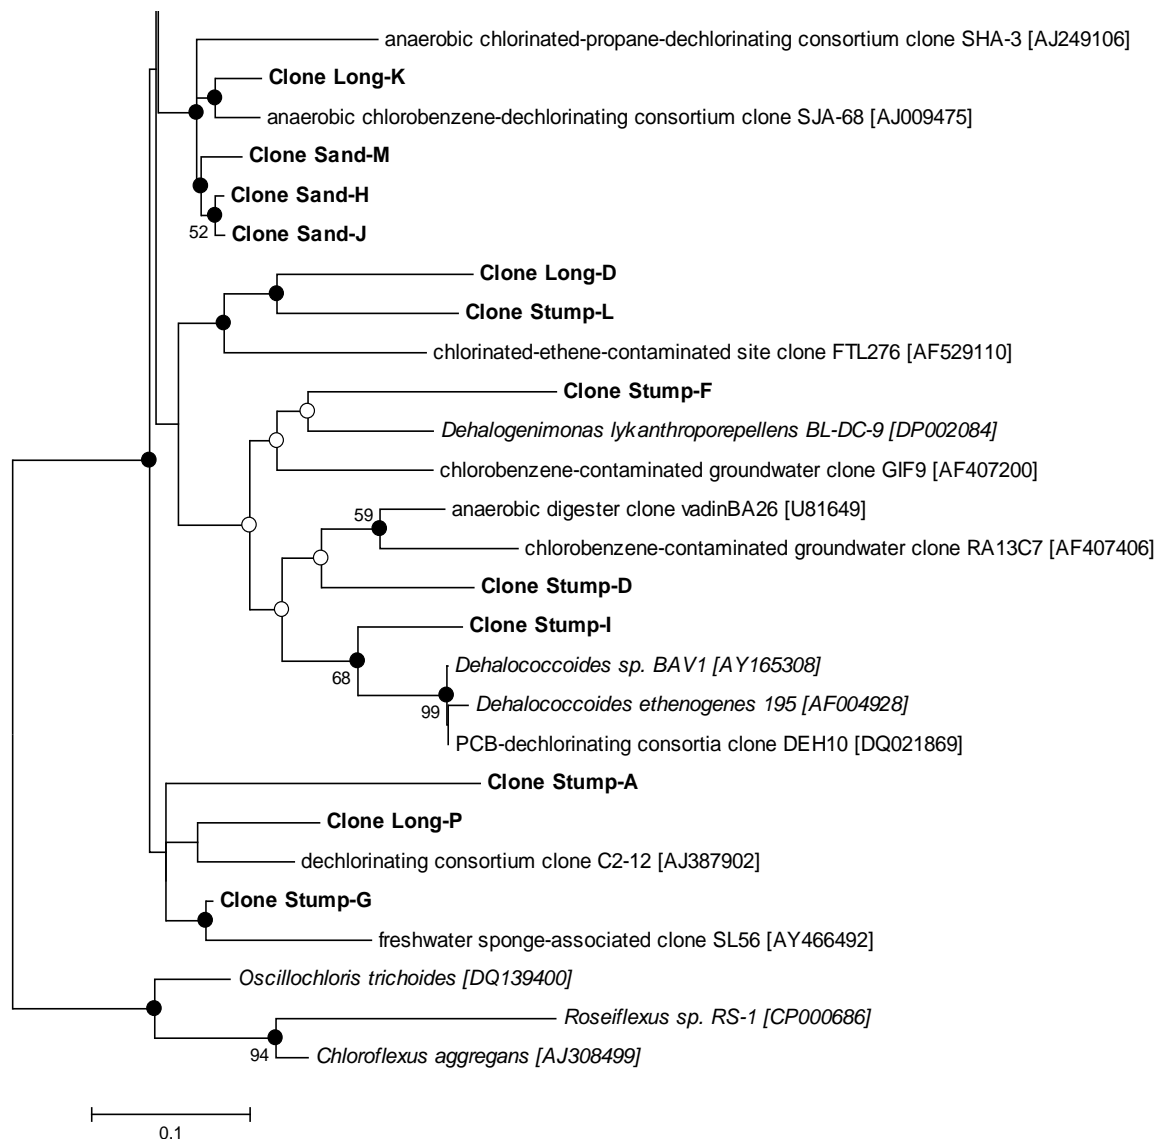 anaerobic chlorinated-propane-dechlorinating consortium clone SHA-3 [AJ249106]
Clone Long-K
anaerobic chlorobenzene-dechlorinating consortium clone SJA-68 [AJ009475]
Clone Sand-M
Clone Sand-H
52
Clone Sand-J
Clone Long-D
Clone Stump-L
chlorinated-ethene-contaminated site clone FTL276 [AF529110]
Clone Stump-F
Dehalogenimonas lykanthroporepellens BL-DC-9 [DP002084]
chlorobenzene-contaminated groundwater clone GIF9 [AF407200]
anaerobic digester clone vadinBA26 [U81649]
59
chlorobenzene-contaminated groundwater clone RA13C7 [AF407406]
Clone Stump-D
Clone Stump-I
Dehalococcoides sp. BAV1 [AY165308]
68
Dehalococcoides ethenogenes 195 [AF004928]
99
PCB-dechlorinating consortia clone DEH10 [DQ021869]
Clone Stump-A
Clone Long-P
dechlorinating consortium clone C2-12 [AJ387902]
Clone Stump-G
freshwater sponge-associated clone SL56 [AY466492]
Oscillochloris trichoides [DQ139400]
Roseiflexus sp. RS-1 [CP000686]
94
Chloroflexus aggregans [AJ308499]
0.1